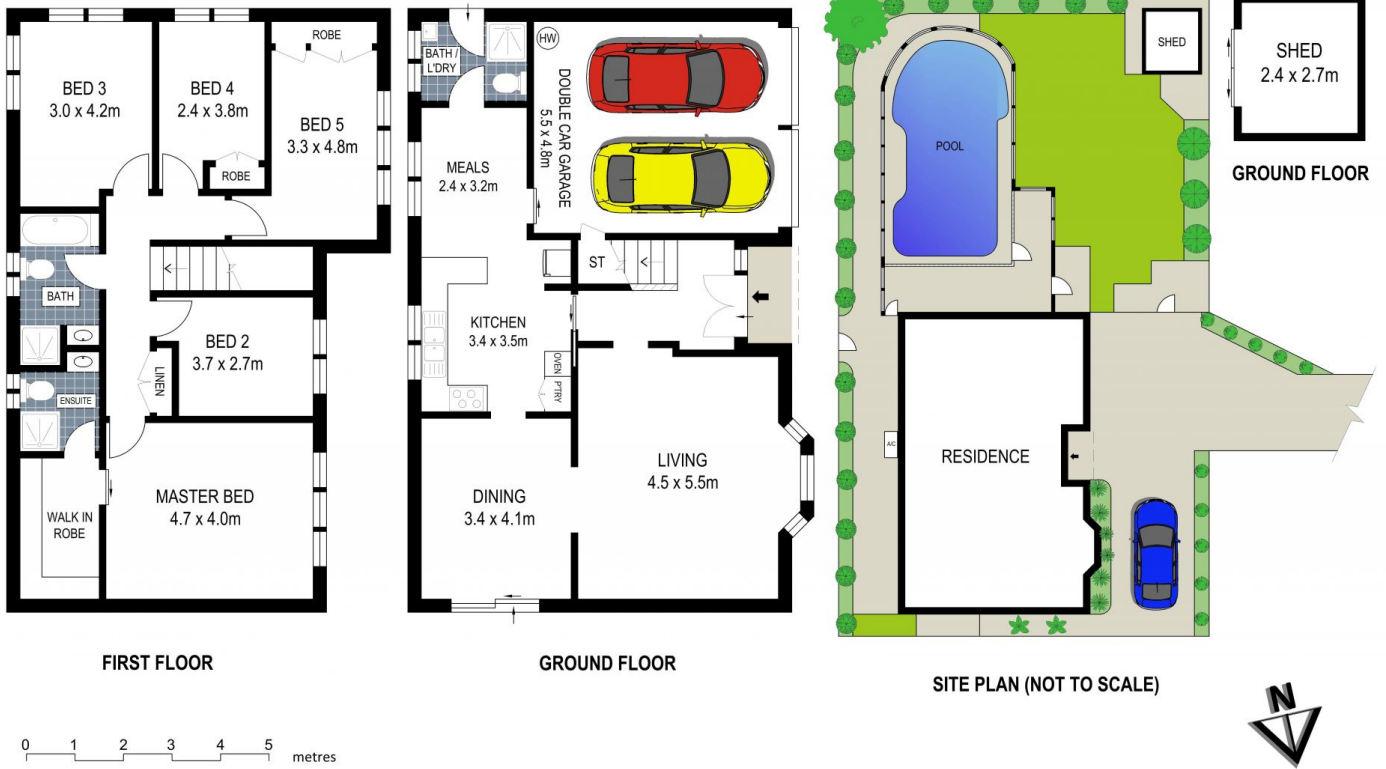 BED 3
3.0 x 4.2m
BED 4
2.4 x 3.8m
ROBE
ROBE
BED 5
3.3 x 4.8m
BATH
BED 2
3.7 x 2.7m
LINEN
ENSUITE
WALK IN
ROBE
MASTER BED
4.7 x 4.0m
FIRST FLOOR
0 1 2 3 4 5 metres
BATH /
L'DRY
HW
DOUBLE CAR GARAGE
5.5 x 4.8m
MEALS
2.4 x 3.2m
ST
KITCHEN
3.4 x 3.5m
OVEN
PTRY
DINING
3.4 x 4.1m
LIVING
4.5 x 5.5m
GROUND FLOOR
POOL
SHED
A/C
RESIDENCE
SITE PLAN (NOT TO SCALE)
SHED
2.4 x 2.7m
GROUND FLOOR
N